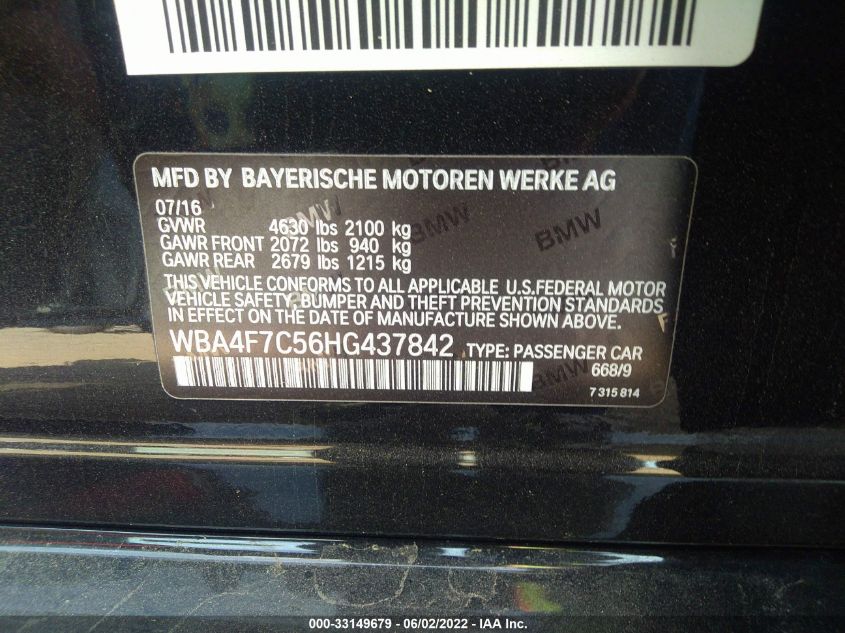 MFD BY BAYERISCHE MOTOREN WERKE AG
07/16
GVWR 4630 lbs 2100 kg
GAWR FRONT 2072 lbs 940 kg
GAWR REAR 2679 lbs 1215 kg
THIS VEHICLE CONFORMS TO ALL APPLICABLE U.S.FEDERAL MOTOR
VEHICLE SAFETY, BUMPER AND THEFT PREVENTION STANDARDS
IN EFFECT ON THE DATE OF MANUFACTURE SHOWN ABOVE.
WBA4F7C56HG437842 TYPE: PASSENGER CAR
668/9
7 315 814
BMW
BMW
BMW
000-33149679 - 06/02/2022 - IAA Inc.